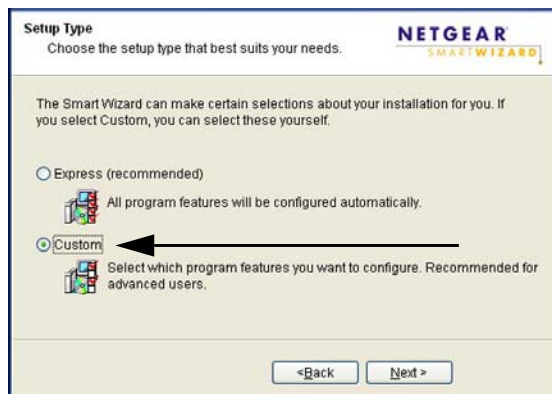 Setup Type
Choose the setup type that best suits your needs.
NETGEAR
SMARTWIZARD
The Smart Wizard can make certain selections about your installation for you. If
you select Custom, you can select these yourself.
Express (recommended)
All program features will be configured automatically.
Custom
Select which program features you want to configure. Recommended for
advanced users.
<Back
Next >